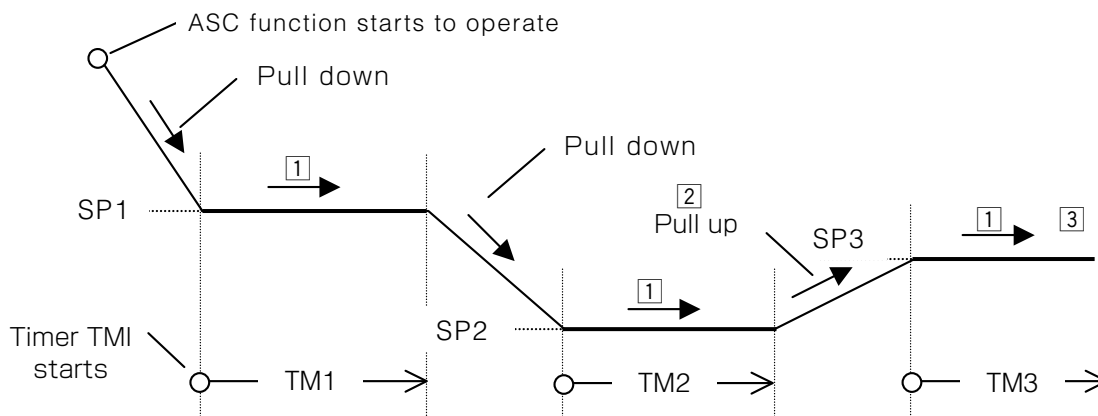 ASC function starts to operate
Pull down
Pull down
1
2
Pull up
SP1
SP3
1
3
1
SP2
Timer TMI
starts
TM1
TM2
TM3